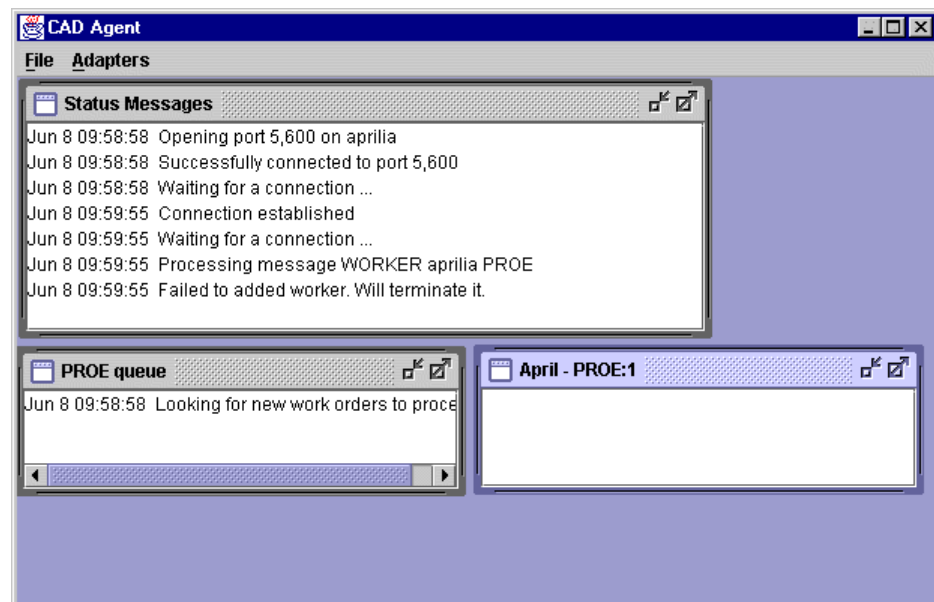 CAD Agent
File Adapters
Status Messages
Jun 8 09:58:58 Opening port 5,600 on aprilia
Jun 8 09:58:58 Successfully connected to port 5,600
Jun 8 09:58:58 Waiting for a connection ...
Jun 8 09:59:55 Connection established
Jun 8 09:59:55 Waiting for a connection ...
Jun 8 09:59:55 Processing message WORKER aprilia PROE
Jun 8 09:59:55 Failed to added worker. Will terminate it.
PROE queue
Jun 8 09:58:58 Looking for new work orders to proce
April - PROE:1